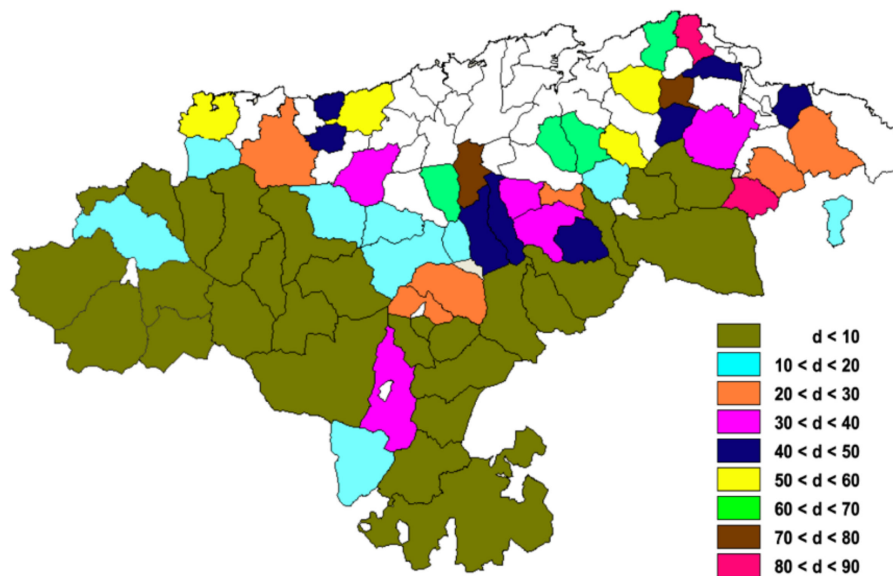 d < 10
10 < d < 20
20 < d < 30
30 < d < 40
40 < d < 50
50 < d < 60
60 < d < 70
70 < d < 80
80 < d < 90